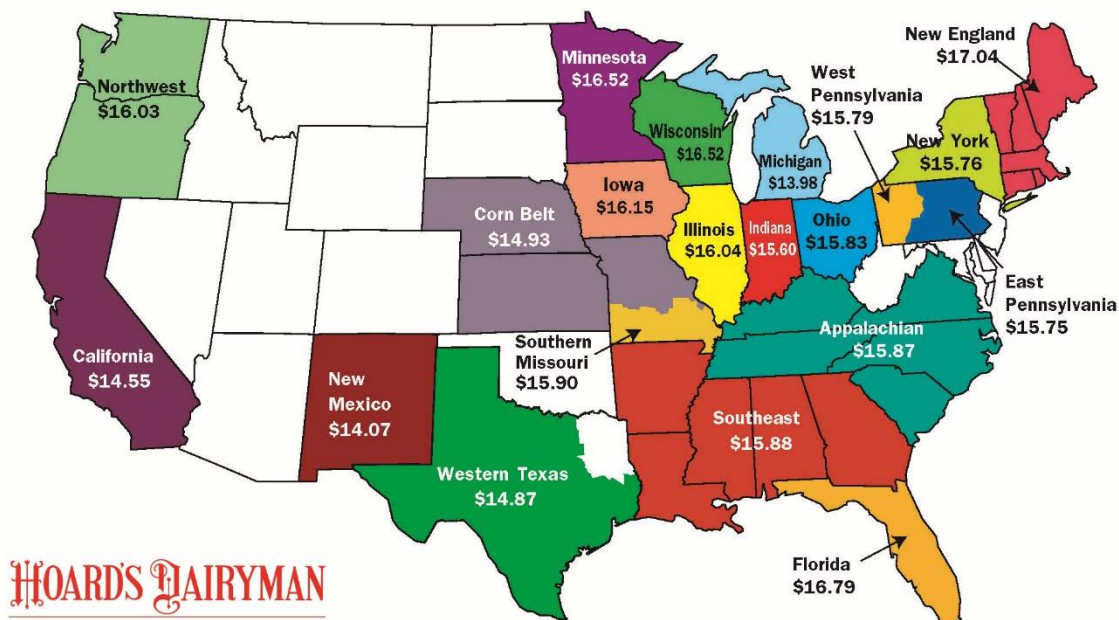 New England
$17.04
Minnesota
$16.52
West
Pennsylvania
$15.79
Northwest
$16.03
Wisconsin
$16.52
New York
$15.76
Michigan
$13.98
Iowa
$16.15
Corn Belt
$14.93
Illinois
$16.04
Indiana
$15.60
Ohio
$15.83
East
Pennsylvania
$15.75
Appalachian
$15.87
Southern
Missouri
$15.90
California
$14.55
New
Mexico
$14.07
Southeast
$15.88
Western Texas
$14.87
Florida
$16.79
HOARD'S DAIRYMAN